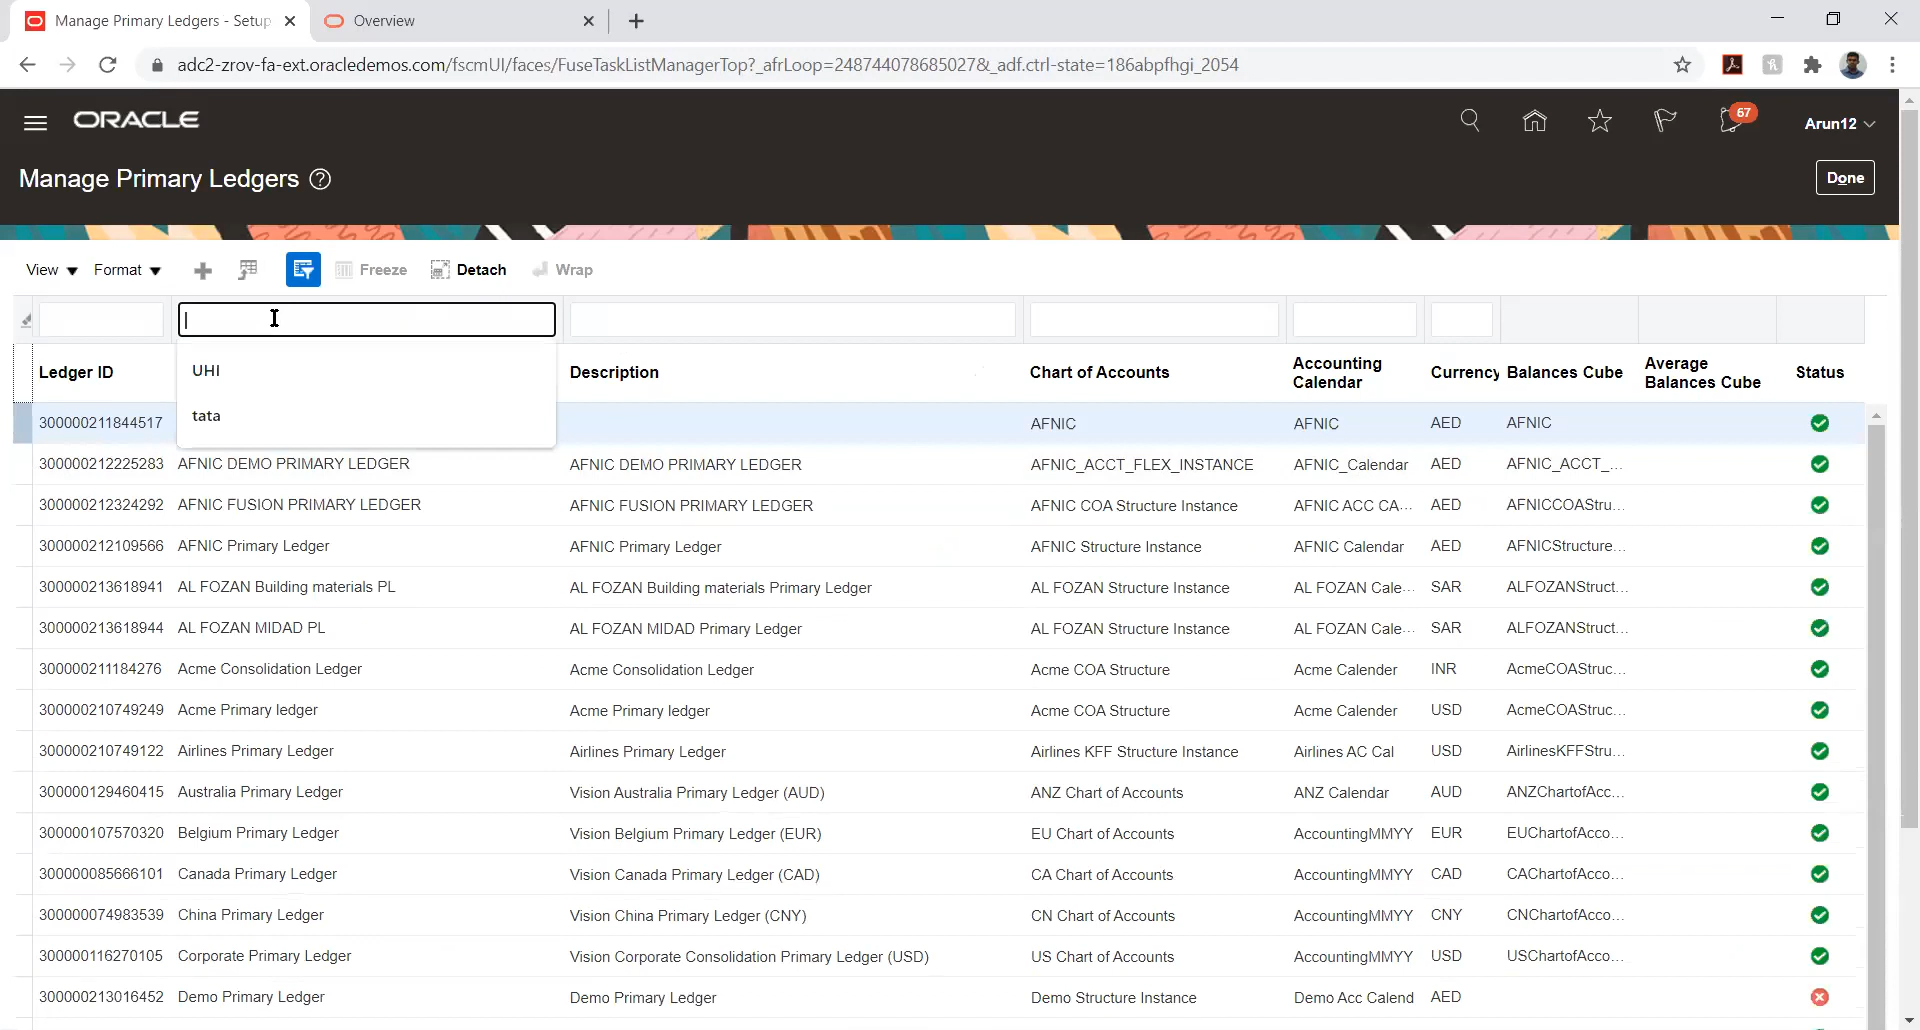 Manage Primary Ledgers - Setup
Overview
adc2-zrov-fa-ext.oracledemos.com/fscmUI/faces/FuseTaskListManagerTop?_afrLoop=24874407868502​7&_adf.ctrl-state=186abpfhgi_2054
ORACLE
67
Arun12
Manage Primary Ledgers ?
Done
View Format Freeze Detach Wrap
UHI
tata
Ledger ID Description Chart of Accounts Accounting Calendar Currency Balances Cube Average Balances Cube Status
300000211844517 AFNIC AFNIC AED AFNIC
300000212225283 AFNIC DEMO PRIMARY LEDGER AFNIC DEMO PRIMARY LEDGER AFNIC_ACCT_FLEX_INSTANCE AFNIC_Calendar AED AFNIC_ACCT_...
300000212324292 AFNIC FUSION PRIMARY LEDGER AFNIC FUSION PRIMARY LEDGER AFNIC COA Structure Instance AFNIC ACC CA... AED AFNICCOAStru...
300000212109566 AFNIC Primary Ledger AFNIC Primary Ledger AFNIC Structure Instance AFNIC Calendar AED AFNICStructure...
300000213618941 AL FOZAN Building materials PL AL FOZAN Building materials Primary Ledger AL FOZAN Structure Instance AL FOZAN Cale... SAR ALFOZANStruct...
300000213618944 AL FOZAN MIDAD PL AL FOZAN MIDAD Primary Ledger AL FOZAN Structure Instance AL FOZAN Cale... SAR ALFOZANStruct...
300000211184276 Acme Consolidation Ledger Acme Consolidation Ledger Acme COA Structure Acme Calender INR AcmeCOAStruc...
300000210749249 Acme Primary ledger Acme Primary ledger Acme COA Structure Acme Calender USD AcmeCOAStruc...
300000210749122 Airlines Primary Ledger Airlines Primary Ledger Airlines KFF Structure Instance Airlines AC Cal USD AirlinesKFFStru...
300000129460415 Australia Primary Ledger Vision Australia Primary Ledger (AUD) ANZ Chart of Accounts ANZ Calendar AUD ANZChartofAcc...
300000107570320 Belgium Primary Ledger Vision Belgium Primary Ledger (EUR) EU Chart of Accounts AccountingMMYY EUR EUChartofAcco...
300000085666101 Canada Primary Ledger Vision Canada Primary Ledger (CAD) CA Chart of Accounts AccountingMMYY CAD CAChartofAcco...
300000074983539 China Primary Ledger Vision China Primary Ledger (CNY) CN Chart of Accounts AccountingMMYY CNY CNChartofAcco...
300000116270105 Corporate Primary Ledger Vision Corporate Consolidation Primary Ledger (USD) US Chart of Accounts AccountingMMYY USD USChartofAcco...
300000213016452 Demo Primary Ledger Demo Primary Ledger Demo Structure Instance Demo Acc Calend AED